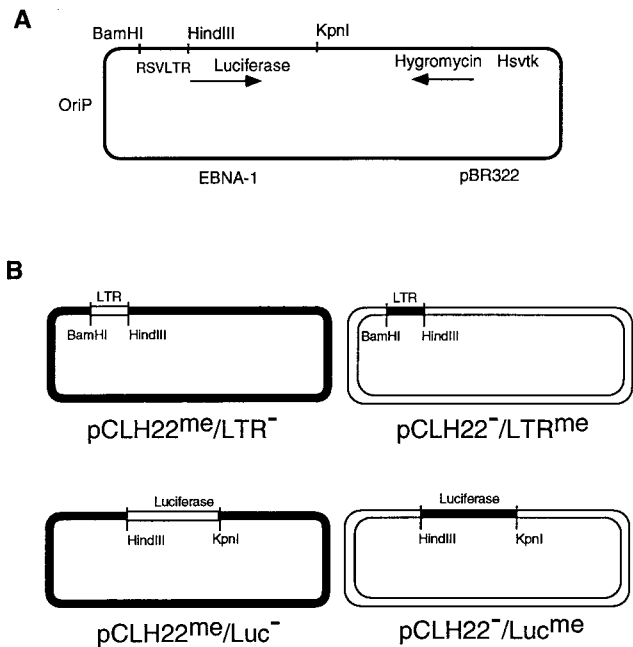 A
BamHI HindIII KpnI
RSVLTR Luciferase Hygromycin Hsvtk
OriP
EBNA-1 pBR322
B
LTR LTR
BamHI HindIII BamHI HindIII
pCLH22me/LTR- pCLH22-/LTRme
Luciferase Luciferase
HindIII KpnI HindIII KpnI
pCLH22me/Luc- pCLH22-/Lucme